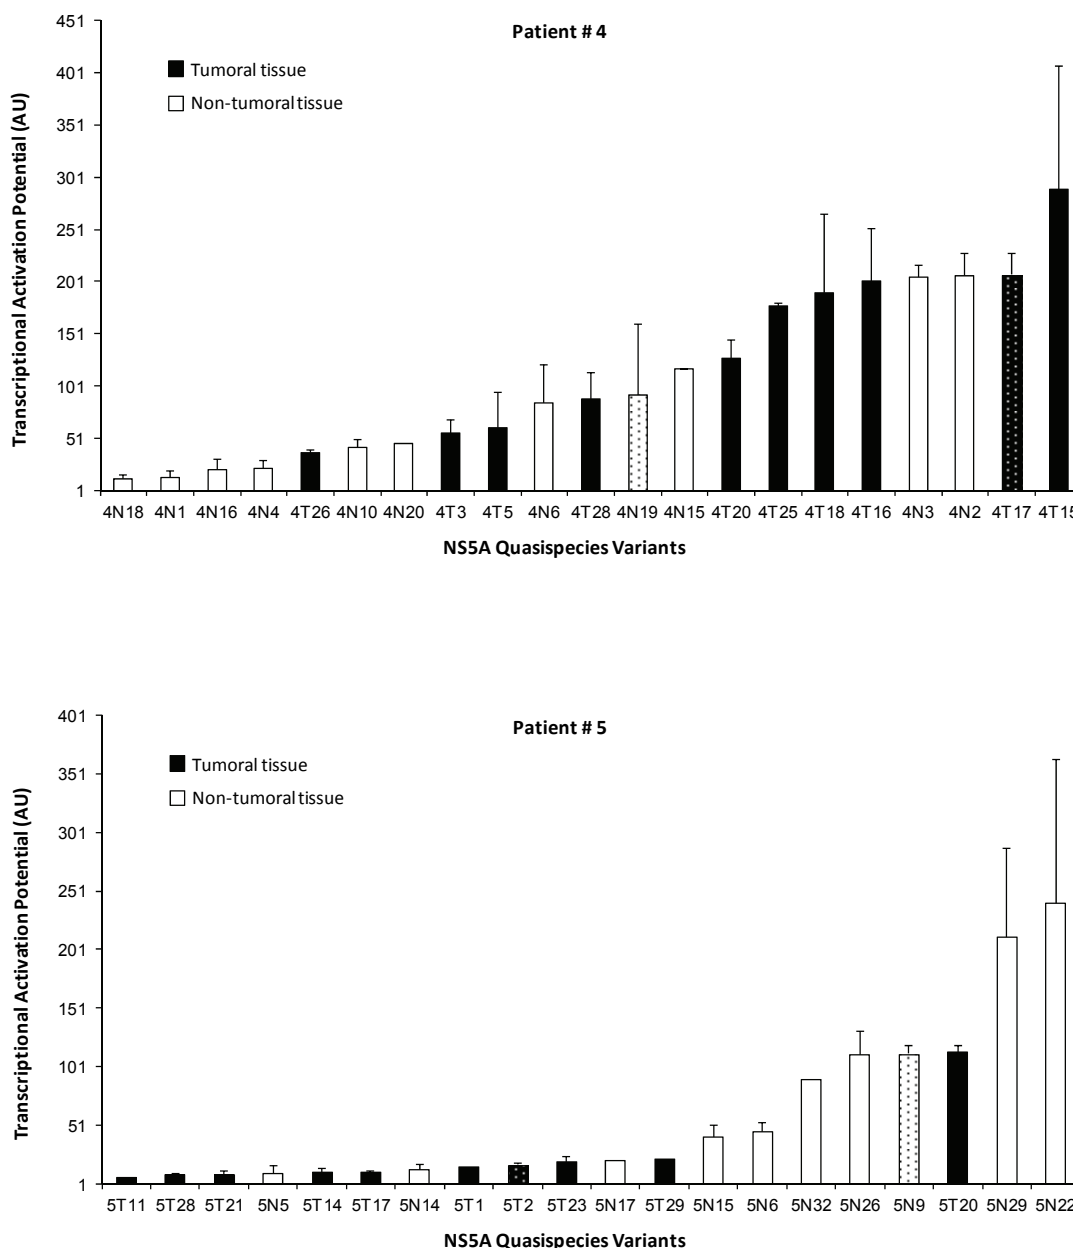 Patient # 4
Tumoral tissue
Non-tumoral tissue
Transcriptional Activation Potential (AU)
451
401
351
301
251
201
151
101
51
1
4N18 4N1 4N16 4N4 4T26 4N10 4N20 4T3 4T5 4N6 4T28 4N19 4N15 4T20 4T25 4T18 4T16 4N3 4N2 4T17 4T15
NS5A Quasispecies Variants
Patient # 5
Tumoral tissue
Non-tumoral tissue
Transcriptional Activation Potential (AU)
401
351
301
251
201
151
101
51
1
5T11 5T28 5T21 5N5 5T14 5T17 5N14 5T1 5T2 5T23 5N17 5T29 5N15 5N6 5N32 5N26 5N9 5T20 5N29 5N22
NS5A Quasispecies Variants